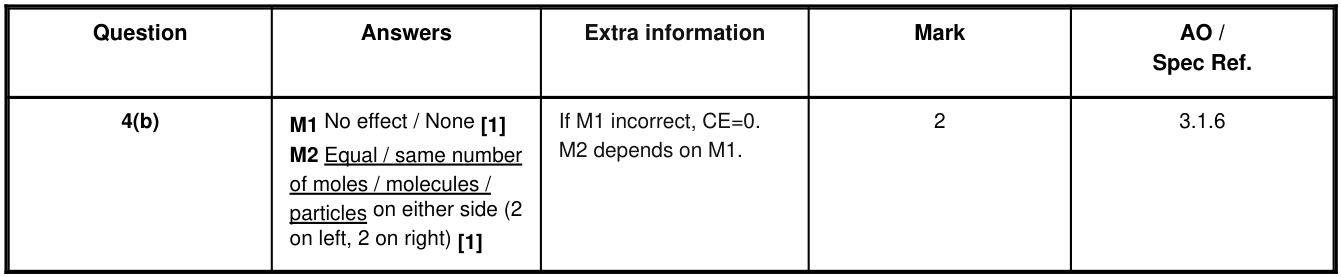 Question Answers Extra information Mark AO /
Spec Ref.
4(b)
M1 No effect / None [1]
M2 Equal / same number
of moles / molecules /
particles on either side (2
on left, 2 on right) [1]
If M1 incorrect, CE=0.
M2 depends on M1.
2
3.1.6